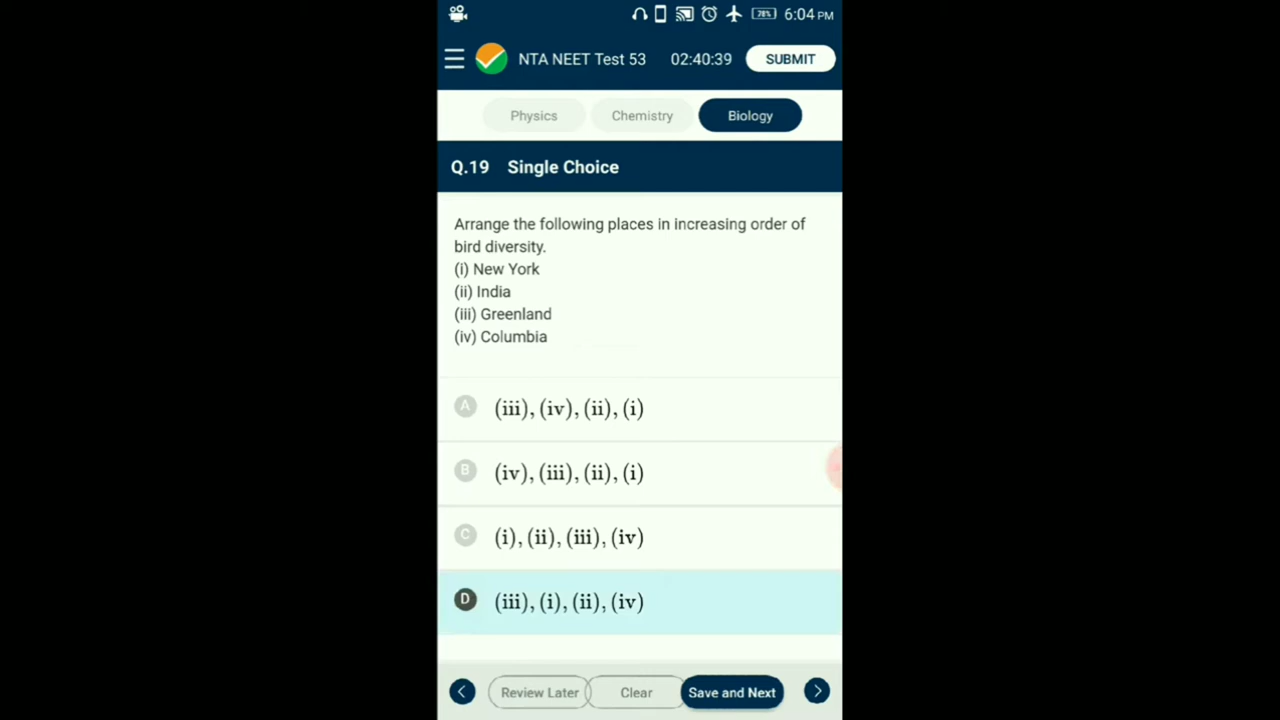 28% 6:04 PM
NTA NEET Test 53 02:40:39 SUBMIT
Physics Chemistry Biology
Q.19 Single Choice
Arrange the following places in increasing order of
bird diversity.
(i) New York
(ii) India
(iii) Greenland
(iv) Columbia
A (iii), (iv), (ii), (i)
B (iv), (iii), (ii), (i)
C (i), (ii), (iii), (iv)
D (iii), (i), (ii), (iv)
Review Later Clear Save and Next